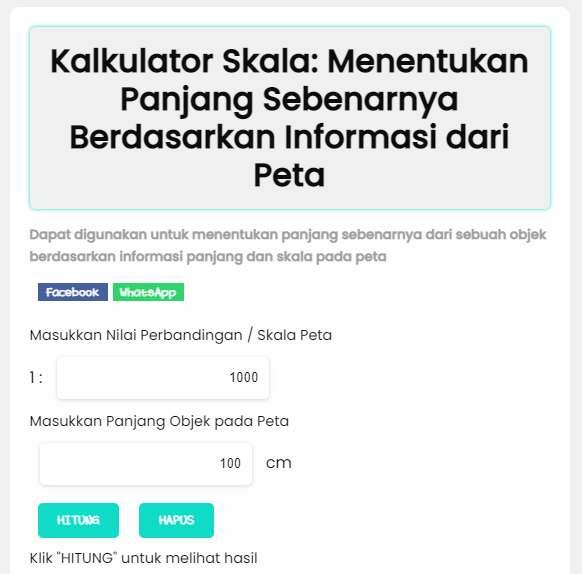 Kalkulator Skala: Menentukan
Panjang Sebenarnya
Berdasarkan Informasi dari
Peta
Dapat digunakan untuk menentukan panjang sebenarnya dari sebuah objek
berdasarkan informasi panjang dan skala pada peta
Facebook WhatsApp
Masukkan Nilai Perbandingan / Skala Peta
1 : 1000
Masukkan Panjang Objek pada Peta
100 cm
HITUNG HAPUS
Klik "HITUNG" untuk melihat hasil